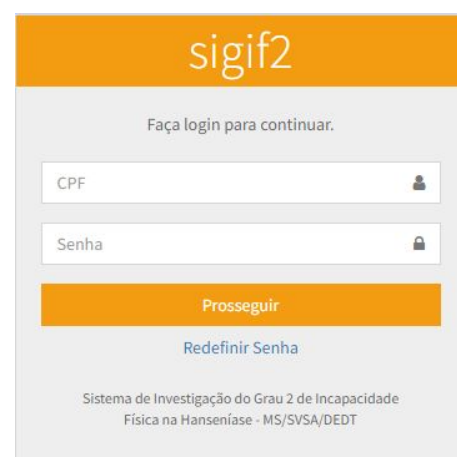 sigif2
Faça login para continuar.
CPF
Senha
Prosseguir
Redefinir Senha
Sistema de Investigação do Grau 2 de Incapacidade
Física na Hanseníase - MS/SVSA/DEDT